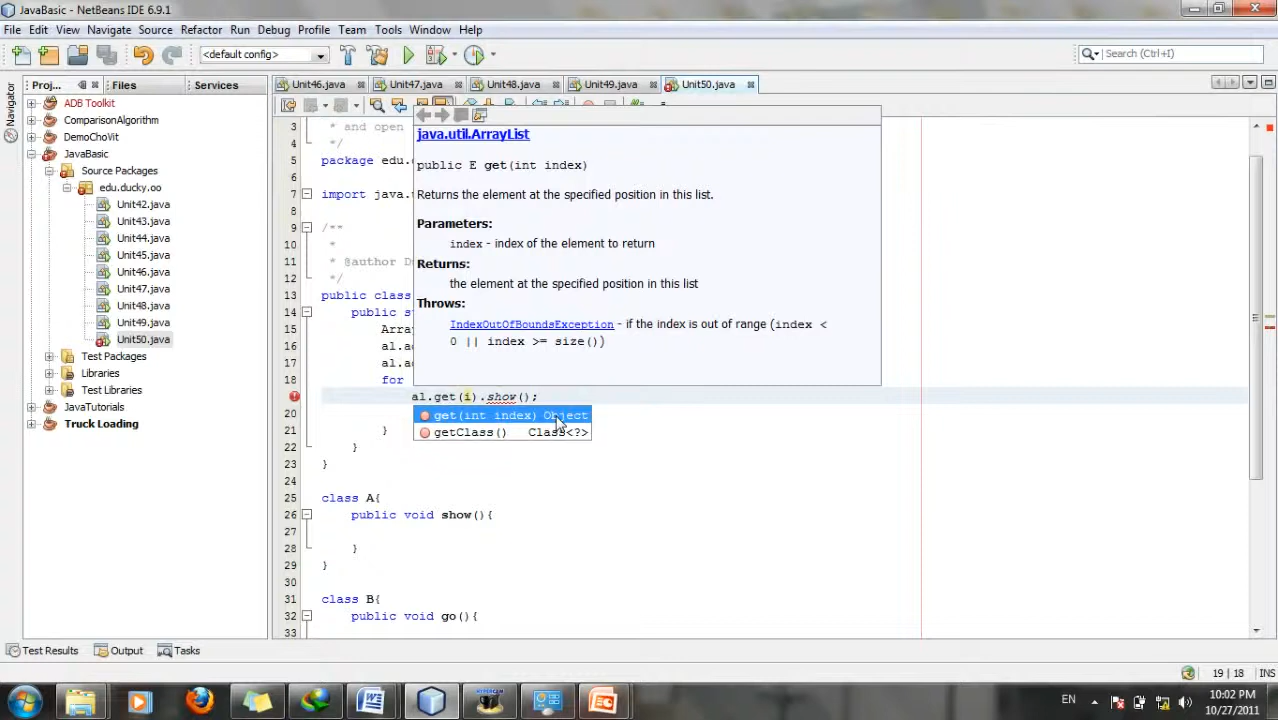 JavaBasic - NetBeans IDE 6.9.1
File Edit View Navigate Source Refactor Run Debug Profile Team Tools Window Help
<default config> Search (Ctrl+I)
Proj... Files Services
Unit46.java Unit47.java Unit48.java Unit49.java Unit50.java
Navigator
ADB Toolkit
ComparisonAlgorithm
DemoChoVit
JavaBasic
Source Packages
edu.ducky.oo
Unit42.java
Unit43.java
Unit44.java
Unit45.java
Unit46.java
Unit47.java
Unit48.java
Unit49.java
Unit50.java
Test Packages
Libraries
Test Libraries
JavaTutorials
Truck Loading
java.util.ArrayList
public E get(int index)
Returns the element at the specified position in this list.
Parameters:
index - index of the element to return
Returns:
the element at the specified position in this list
Throws:
IndexOutOfBoundsException - if the index is out of range (index <
0 || index >= size())
3 * and open
4 */
5 package edu.
6
7 import java.
8
9 /**
10 *
11 * @author D
12 */
13 public class
14 public s
15 Arra
16 al.a
17 al.a
18 for
al.get(i).show();
get(int index) Object
20
getClass() Class<?>
21 }
22 }
23 }
24
25 class A{
26 public void show(){
27
28 }
29 }
30
31 class B{
32 public void go(){
33
Test Results Output Tasks
19 | 18 INS
EN
10:02 PM
10/27/2011